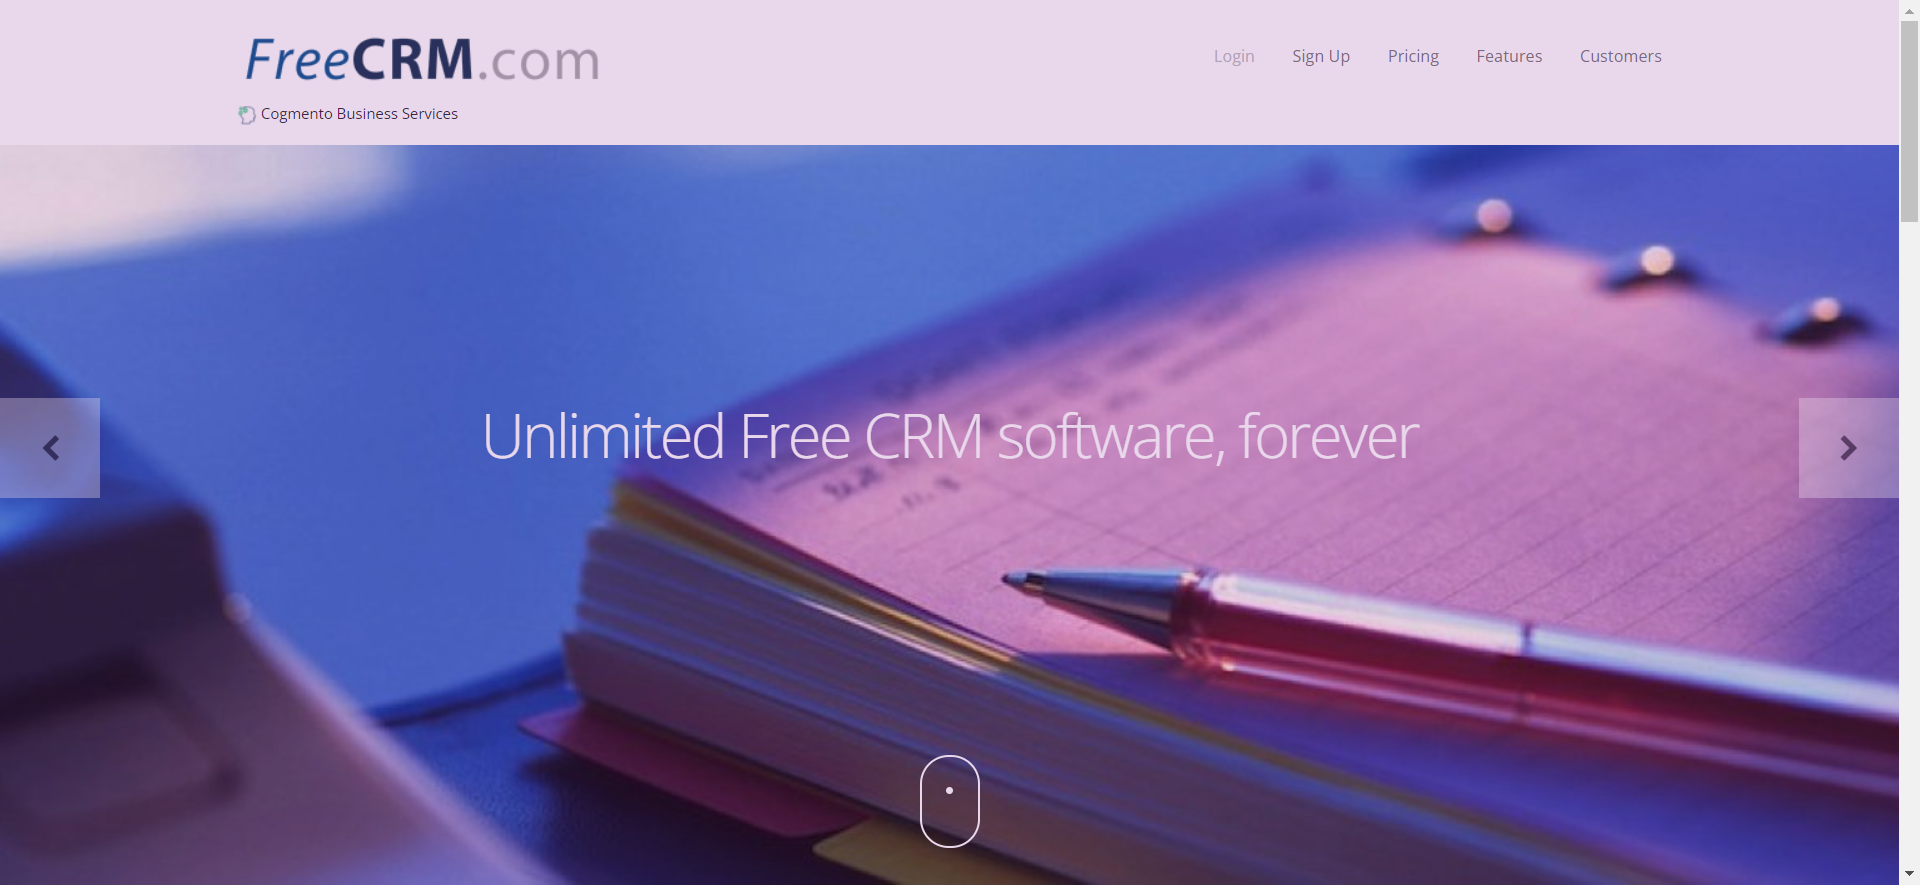 FreeCRM.com
Login
Sign Up
Pricing
Features
Customers
Cogmento Business Services
Unlimited Free CRM software, forever